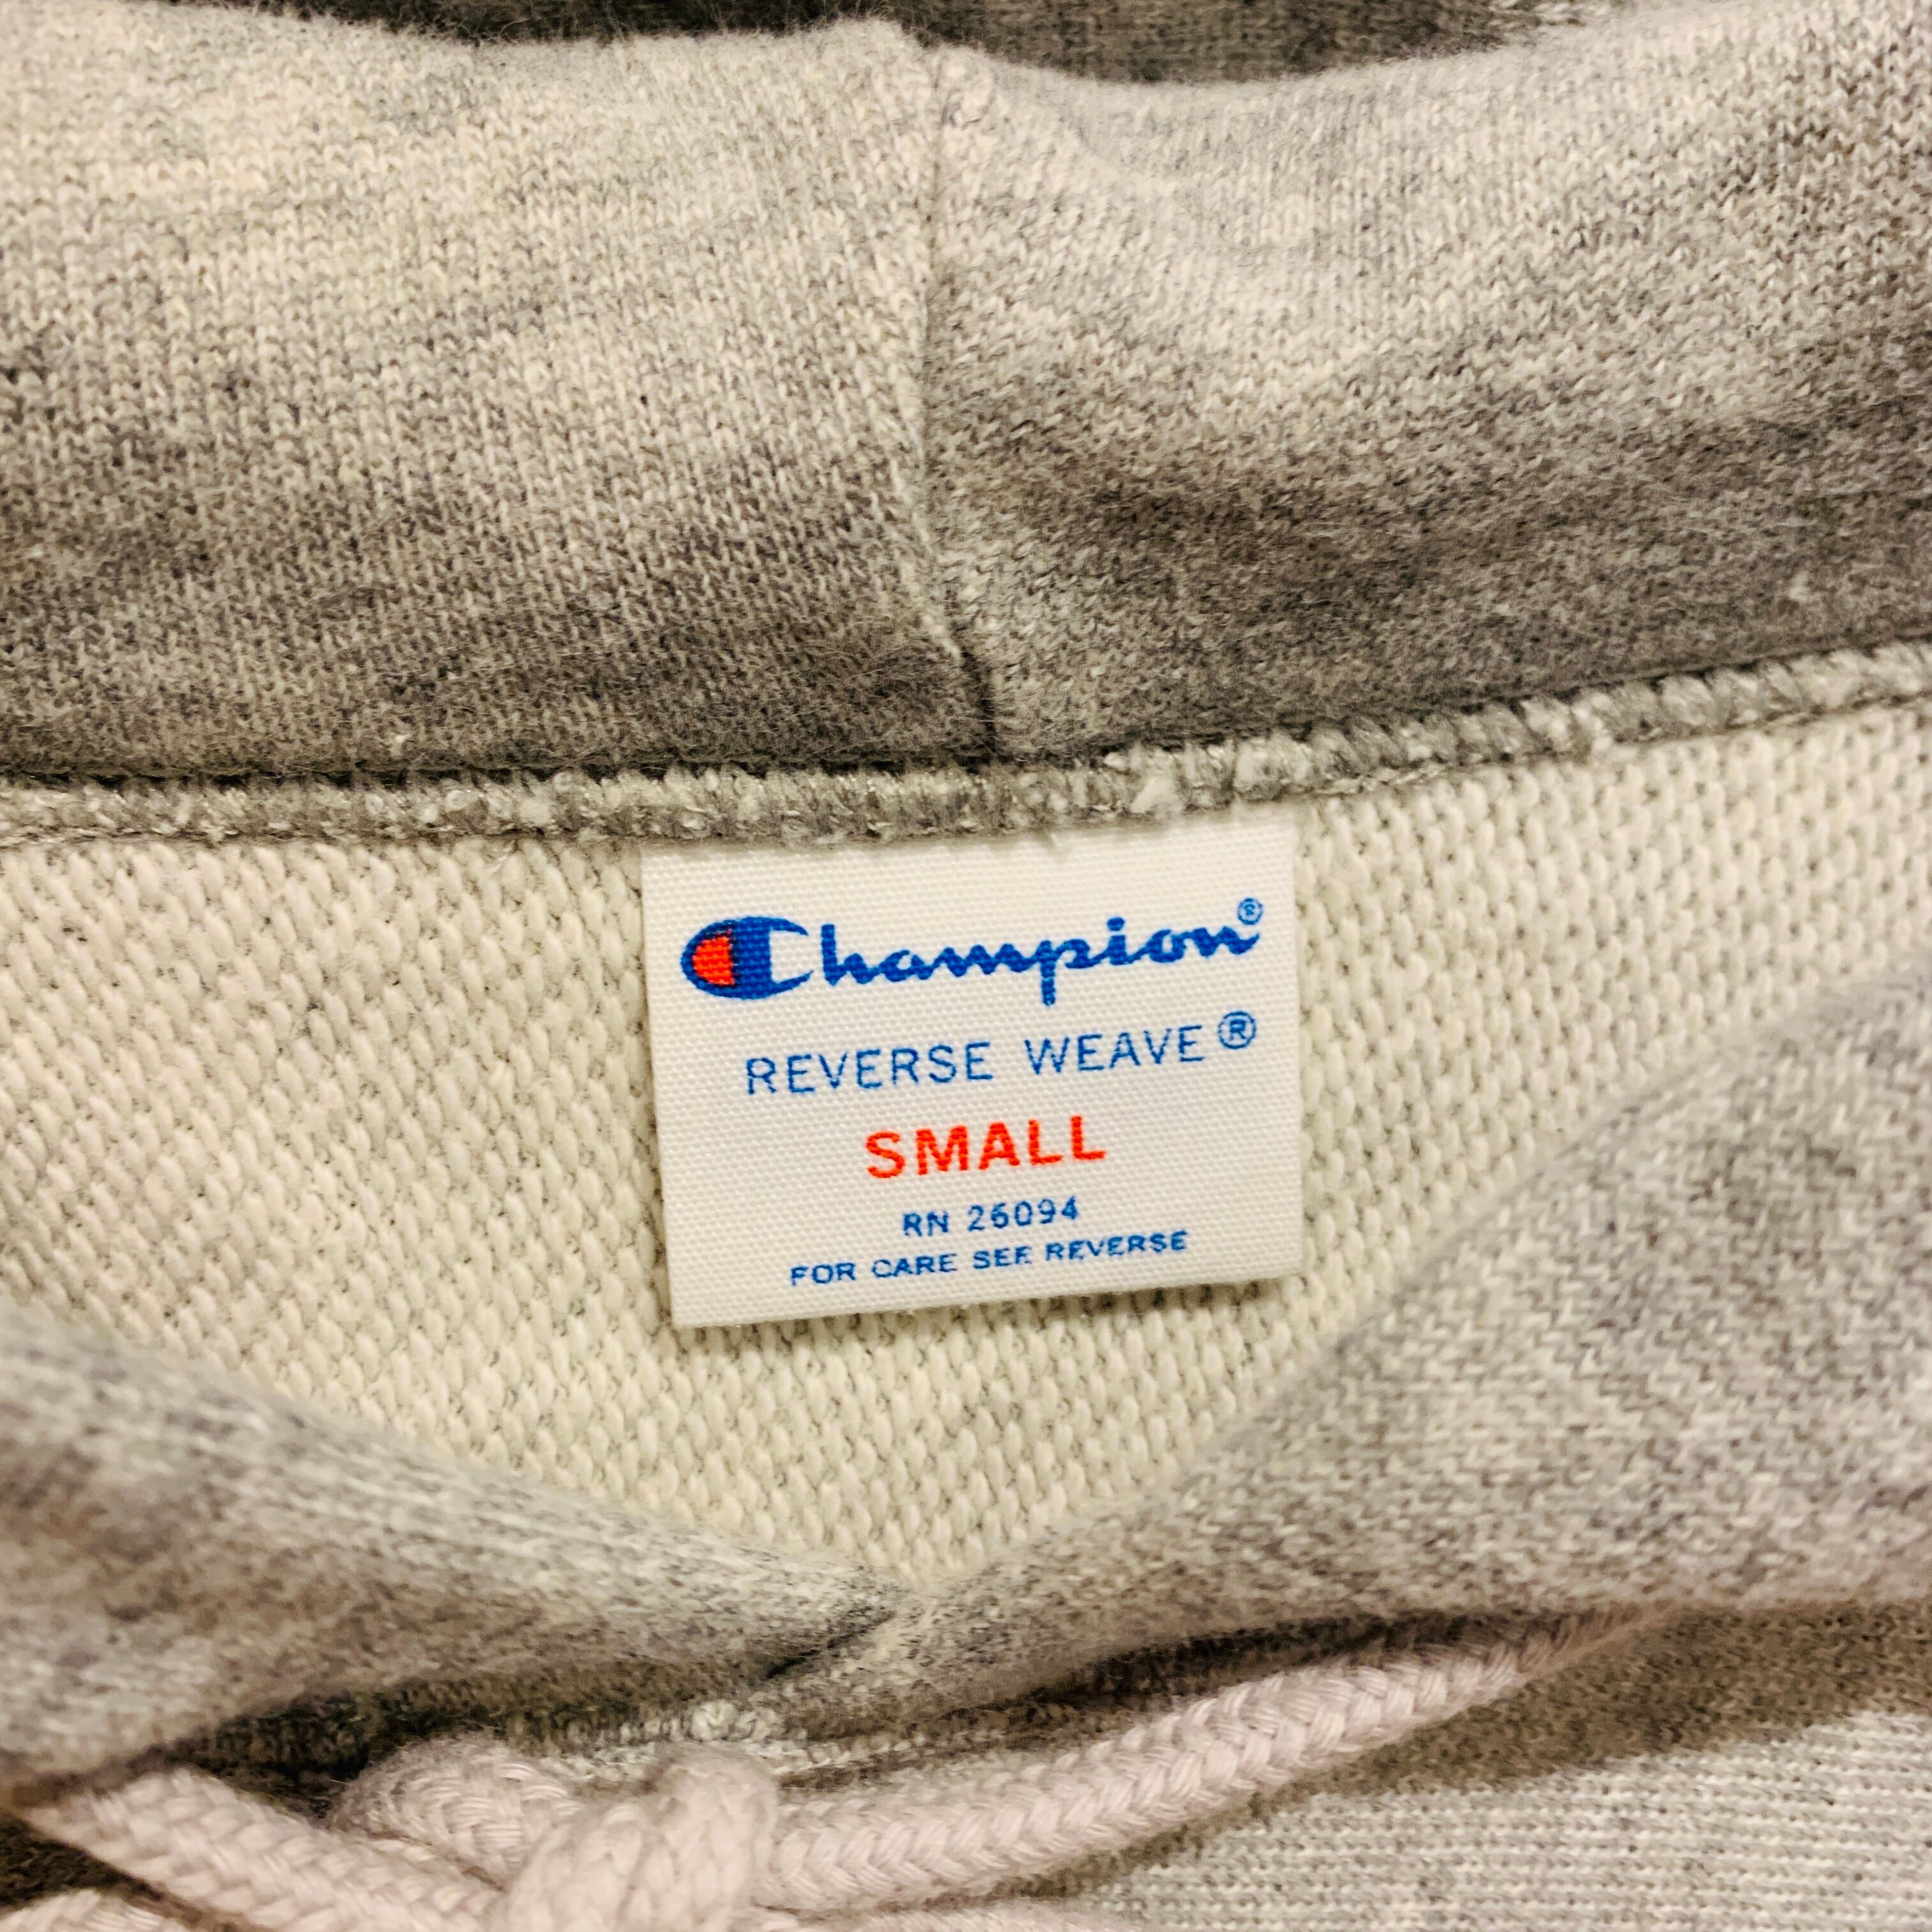 Champion®
REVERSE WEAVE®
SMALL
RN 26094
FOR CARE SEE REVERSE